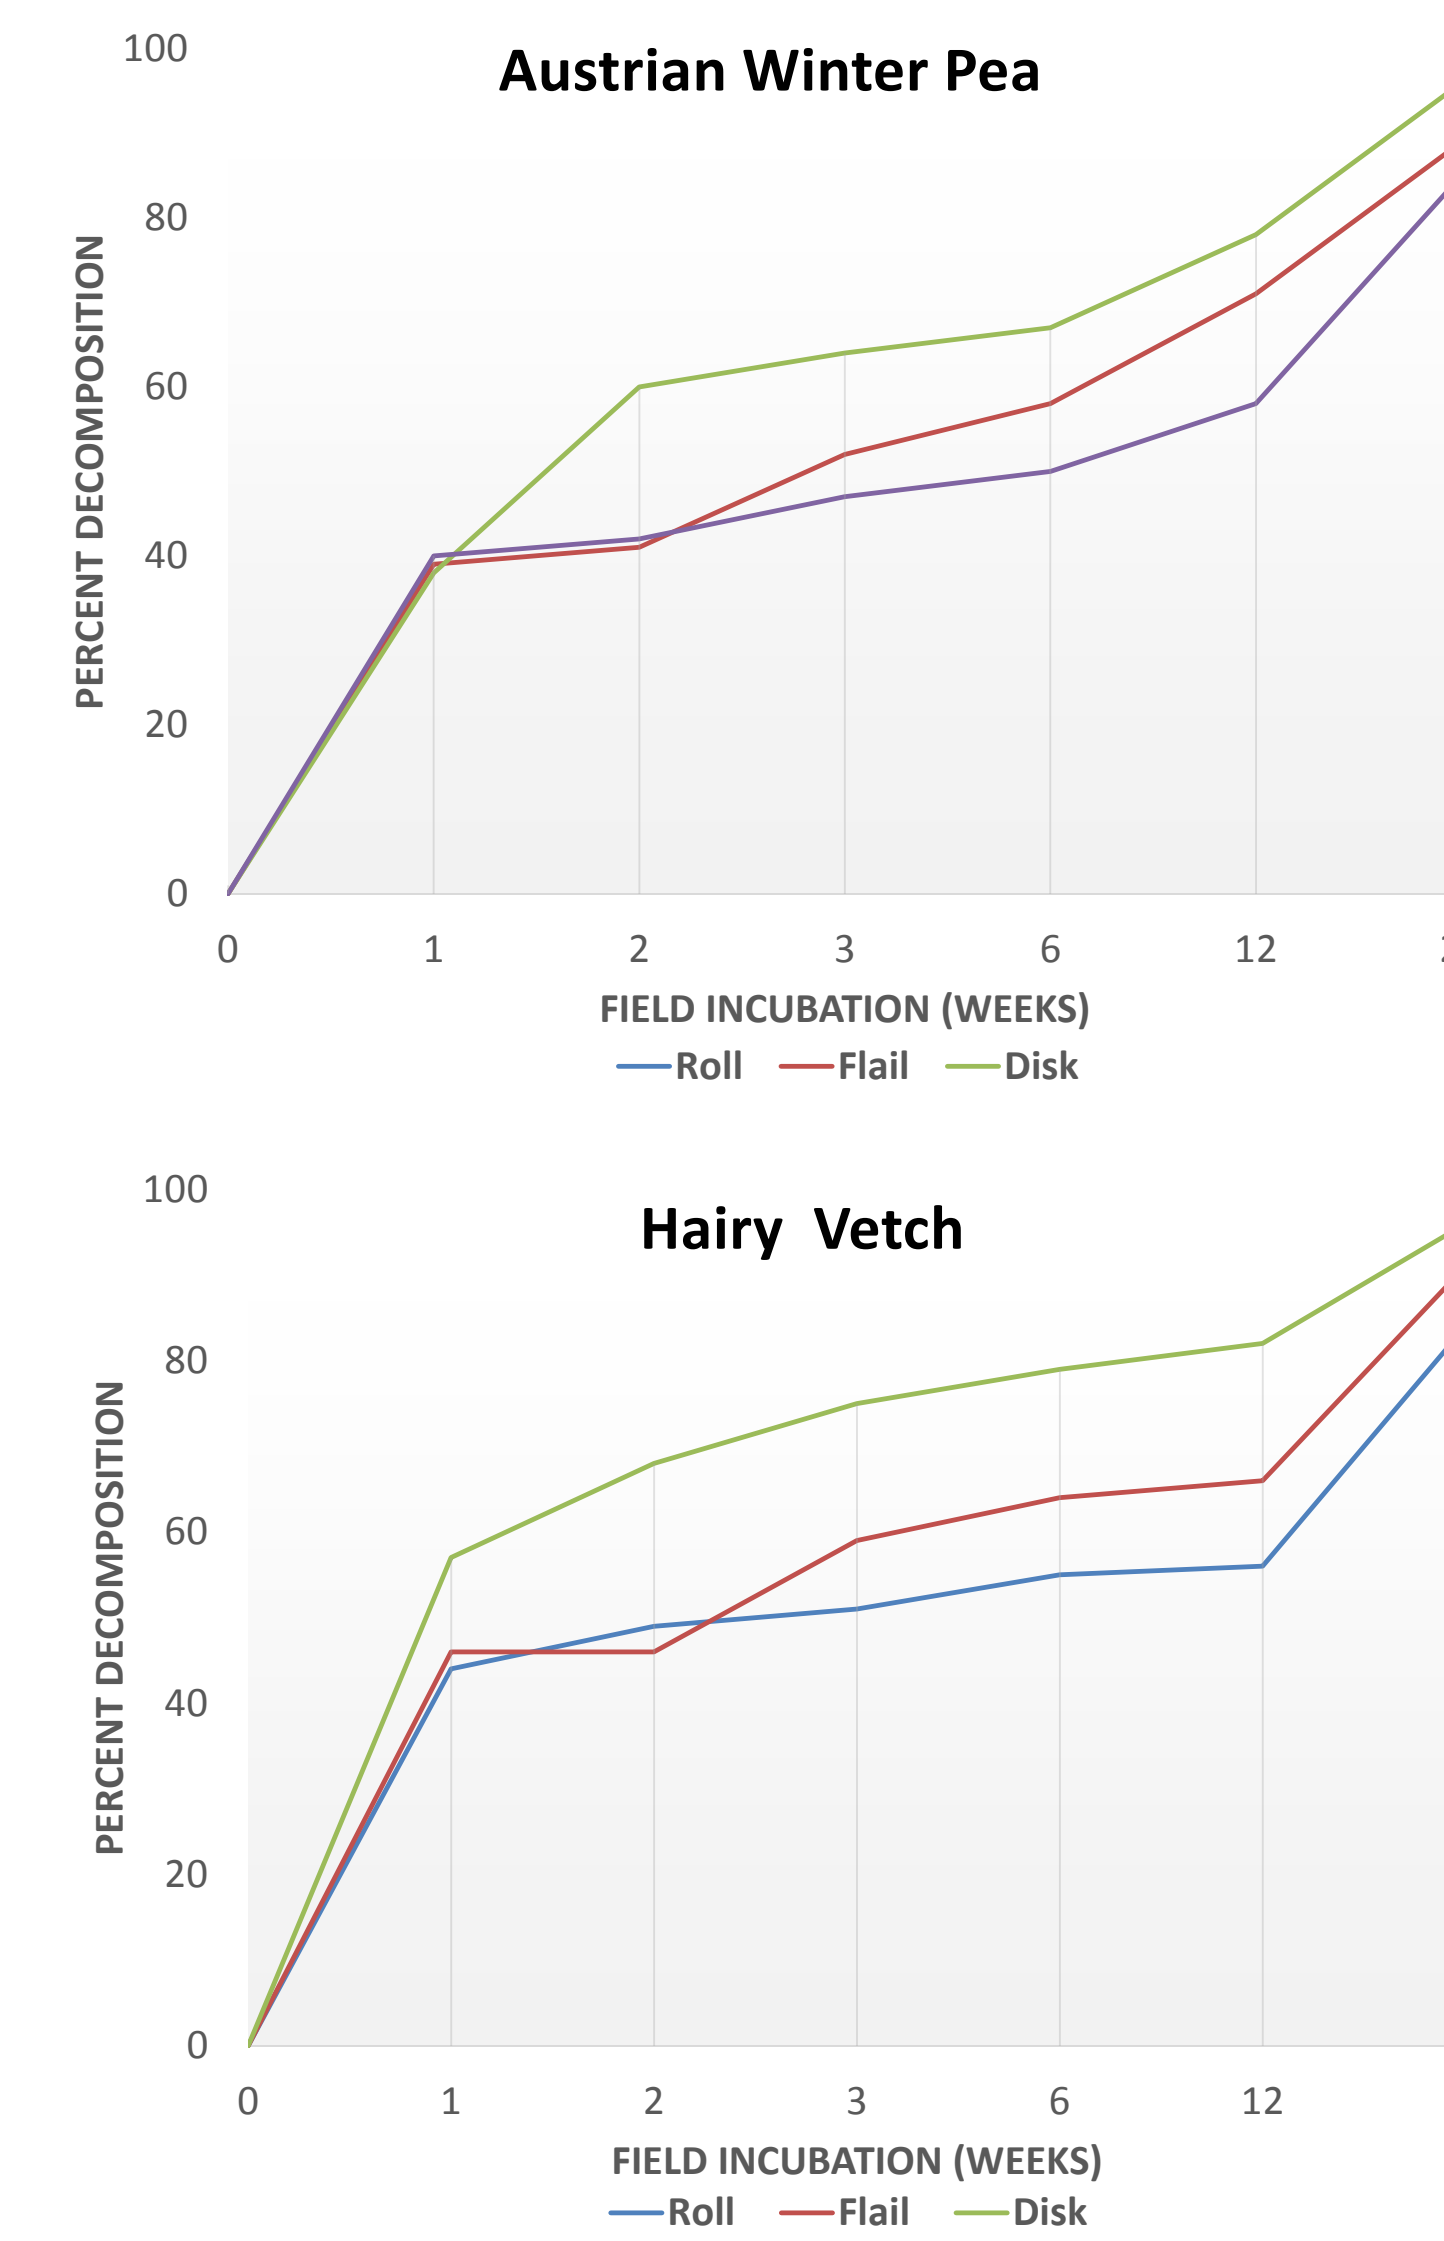 Austrian Winter Pea
100
80
60
40
20
0
PERCENT DECOMPOSITION
0 1 2 3 6 12
FIELD INCUBATION (WEEKS)
Roll Flail Disk
Hairy  Vetch
100
80
60
40
20
0
PERCENT DECOMPOSITION
0 1 2 3 6 12
FIELD INCUBATION (WEEKS)
Roll Flail Disk